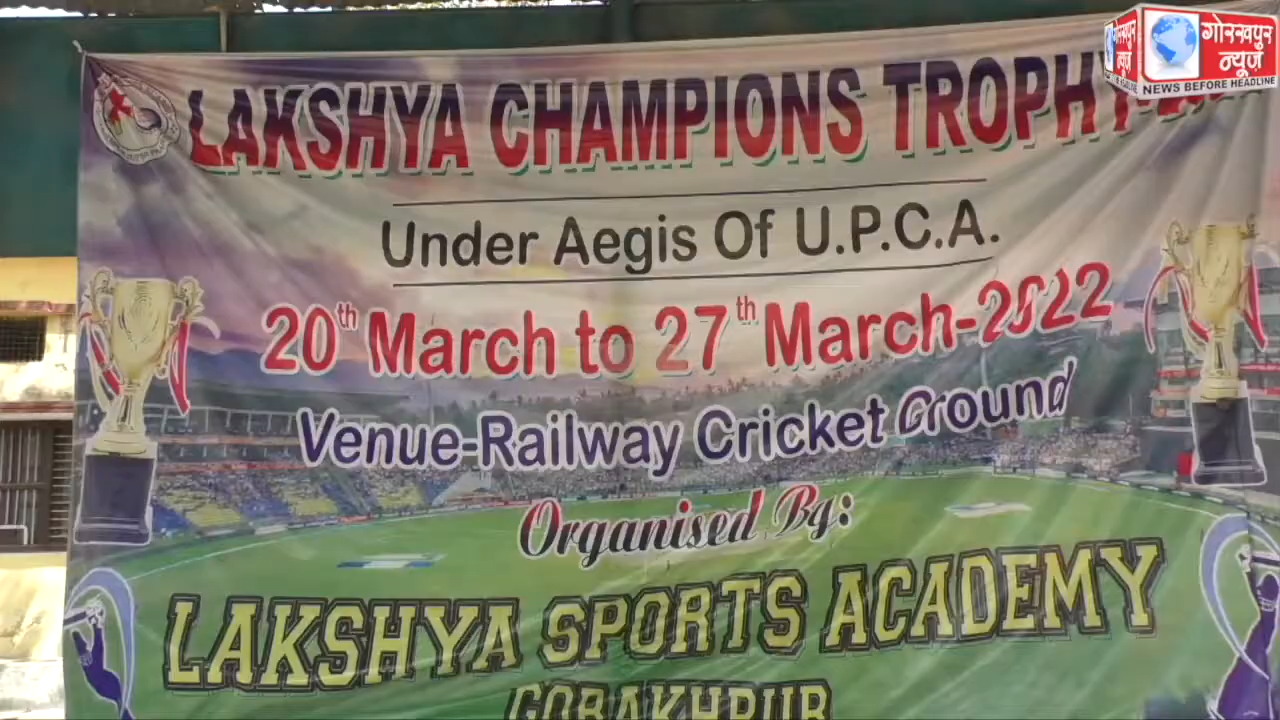 गोरखपुर
न्यूज़
NEWS BEFORE HEADLINE
LAKSHYA CHAMPIONS TROPHY
Under Aegis Of U.P.C.A.
20th March to 27th March-2022
Venue-Railway Cricket Ground
Organised By:
LAKSHYA SPORTS ACADEMY
GORAKHPUR